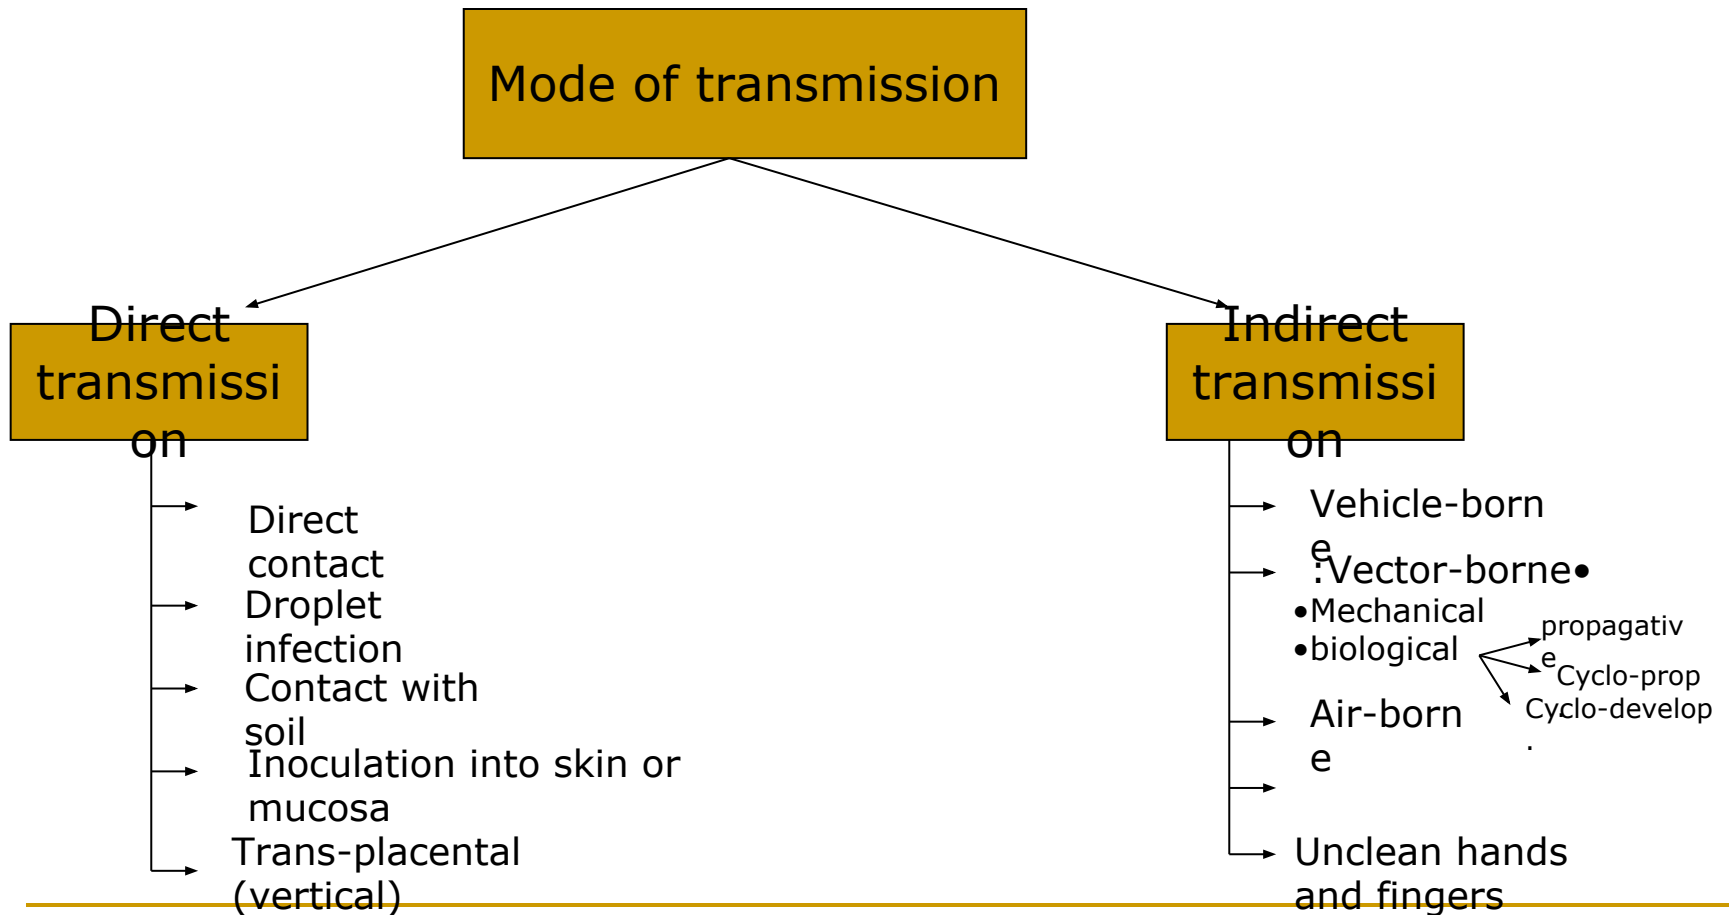 Mode of transmission
Direct
transmissi
on
Direct
contact
Droplet
infection
Contact with
soil
Inoculation into skin or
mucosa
Trans-placental
(vertical)
Indirect
transmissi
on
Vehicle-born
e
:Vector-borne•
•Mechanical
•biological
propagativ
e
Cyclo-prop
.
Cyclo-develop
.
Air-born
e
Unclean hands
and fingers